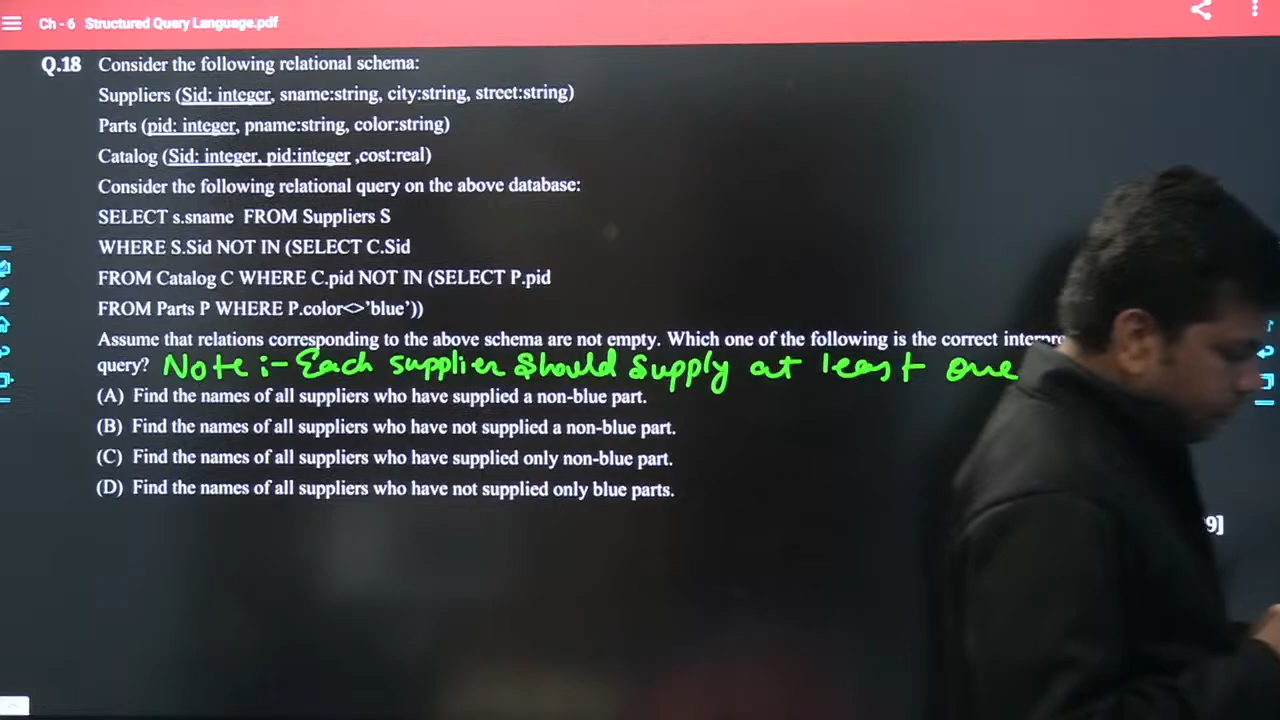 Ch - 6 Structured Query Language.pdf
Q.18 Consider the following relational schema:
Suppliers (Sid: integer, sname:string, city:string, street:string)
Parts (pid: integer, pname:string, color:string)
Catalog (Sid: integer, pid:integer ,cost:real)
Consider the following relational query on the above database:
SELECT s.sname FROM Suppliers S
WHERE S.Sid NOT IN (SELECT C.Sid
FROM Catalog C WHERE C.pid NOT IN (SELECT P.pid
FROM Parts P WHERE P.color<>'blue'))
Assume that relations corresponding to the above schema are not empty. Which one of the following is the correct
query? Note :- Each supplier should supply at least one
(A) Find the names of all suppliers who have supplied a non-blue part.
(B) Find the names of all suppliers who have not supplied a non-blue part.
(C) Find the names of all suppliers who have supplied only non-blue part.
(D) Find the names of all suppliers who have not supplied only blue parts.
9]